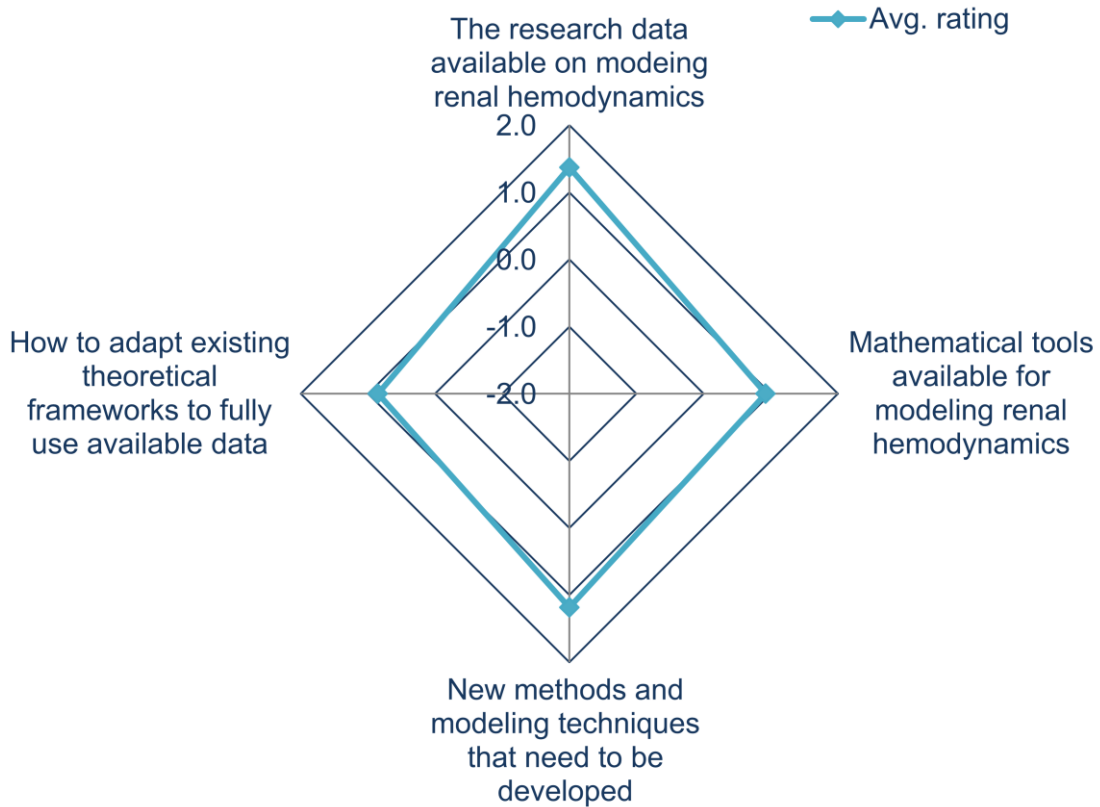 Avg. rating
The research data
available on modeing
renal hemodynamics
2.0
1.0
0.0
-1.0
-2.0
How to adapt existing
theoretical
frameworks to fully
use available data
Mathematical tools
available for
modeling renal
hemodynamics
New methods and
modeling techniques
that need to be
developed